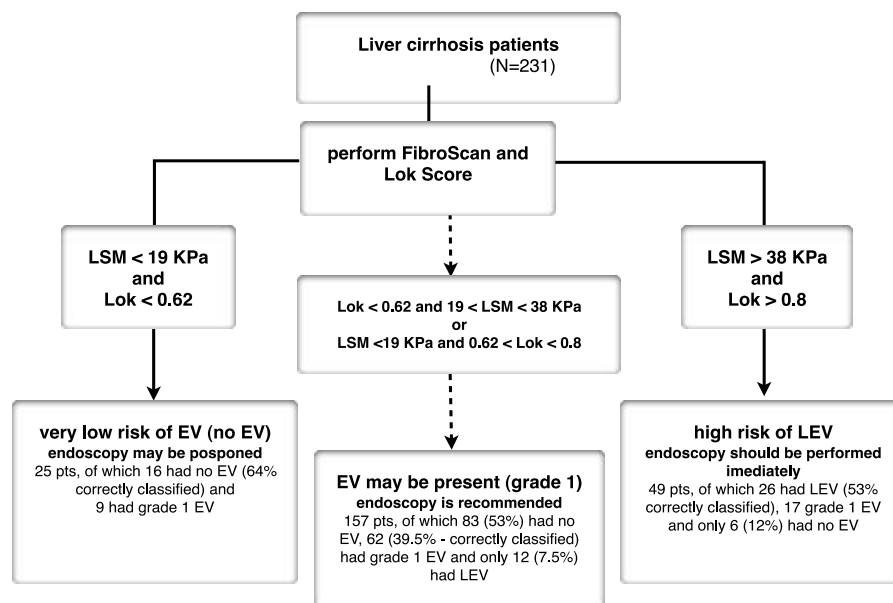 Liver cirrhosis patients
(N=231)
perform FibroScan and
Lok Score
LSM < 19 KPa
and
Lok < 0.62
Lok < 0.62 and 19 < LSM < 38 KPa
or
LSM <19 KPa and 0.62 < Lok < 0.8
LSM > 38 KPa
and
Lok > 0.8
very low risk of EV (no EV)
endoscopy may be posponed
25 pts, of which 16 had no EV (64%
correctly classified) and
9 had grade 1 EV
EV may be present (grade 1)
endoscopy is recommended
157 pts, of which 83 (53%) had no
EV, 62 (39.5% - correctly classified)
had grade 1 EV and only 12 (7.5%)
had LEV
high risk of LEV
endoscopy should be performed
imediately
49 pts, of which 26 had LEV (53%
correctly classified), 17 grade 1 EV
and only 6 (12%) had no EV